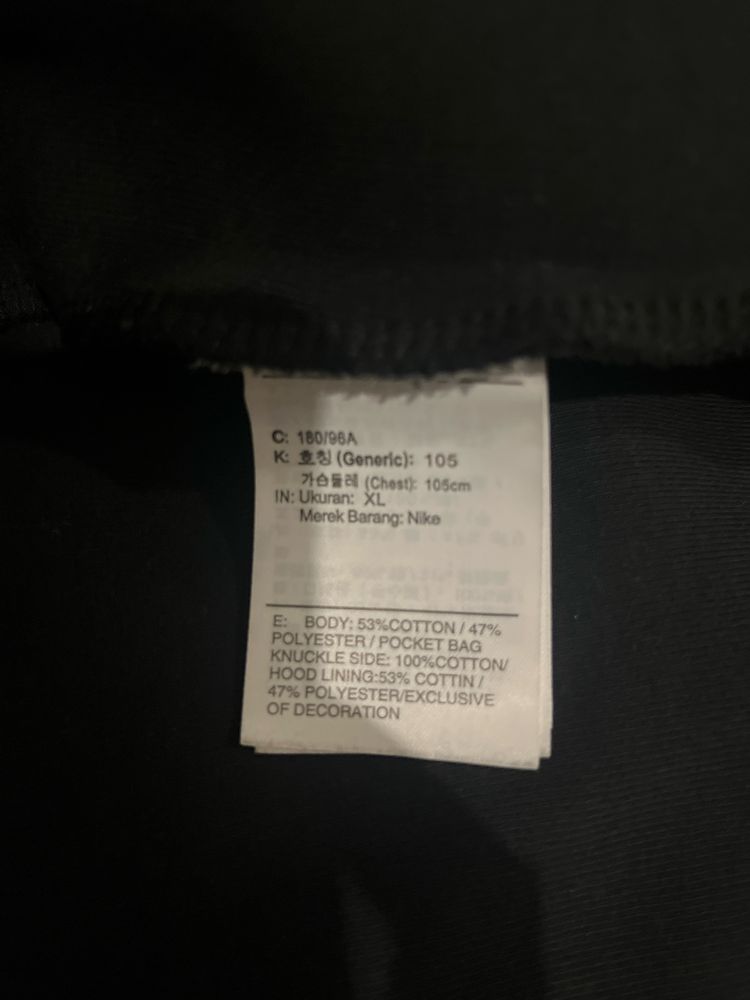 C: 180/96A
K: 호칭 (Generic): 105
가슴둘레 (Chest): 105cm
IN: Ukuran: XL
Merek Barang: Nike
E: BODY: 53%COTTON / 47%
POLYESTER / POCKET BAG
KNUCKLE SIDE: 100%COTTON/
HOOD LINING:53% COTTIN /
47% POLYESTER/EXCLUSIVE
OF DECORATION